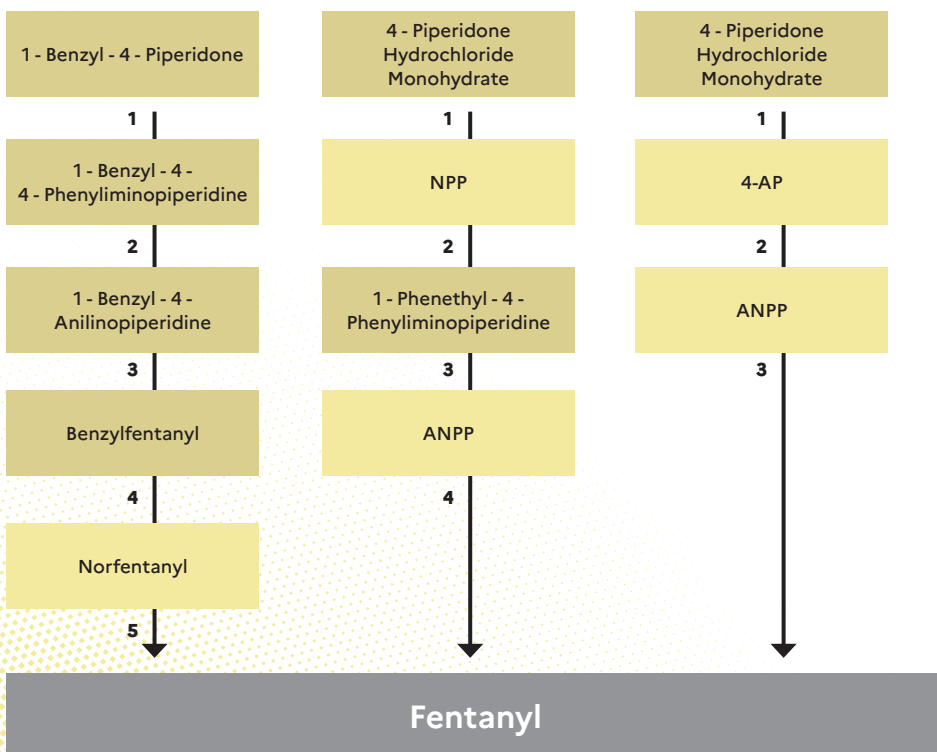 1 - Benzyl - 4 - Piperidone
1
1 - Benzyl - 4 -
4 - Phenyliminopiperidine
2
1 - Benzyl - 4 -
Anilinopiperidine
3
Benzylfentanyl
4
Norfentanyl
5
4 - Piperidone
Hydrochloride
Monohydrate
1
NPP
2
1 - Phenethyl - 4 -
Phenyliminopiperidine
3
ANPP
4
4 - Piperidone
Hydrochloride
Monohydrate
1
4-AP
2
ANPP
3
Fentanyl